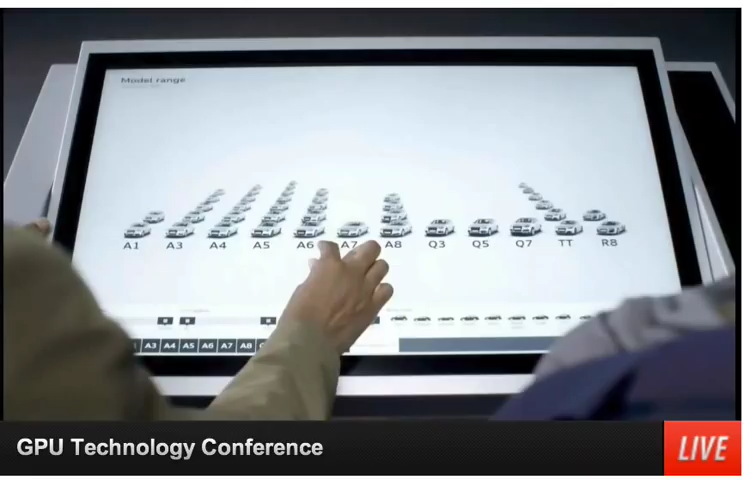 Model range
A1 A3 A4 A5 A6 A7 A8 Q3 Q5 Q7 TT R8
A3 A4 A5 A6 A7 A8
GPU Technology Conference
LIVE